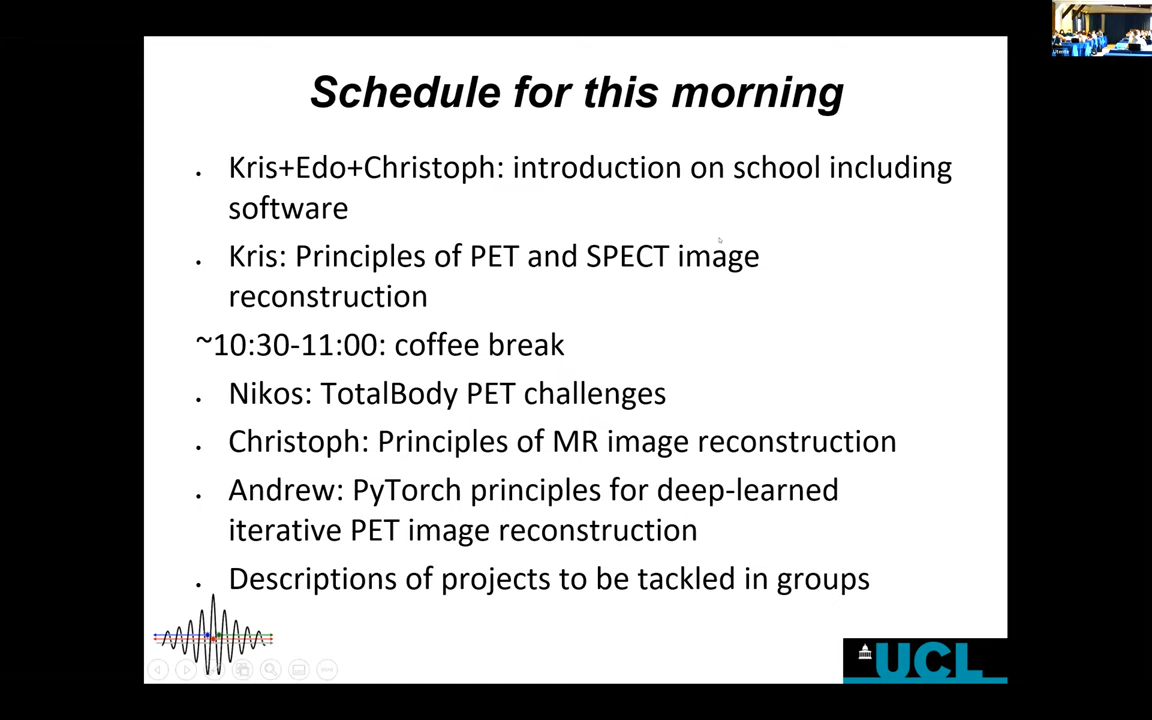 Schedule for this morning
Kris+Edo+Christoph: introduction on school including
software
Kris: Principles of PET and SPECT image
reconstruction
~10:30-11:00: coffee break
Nikos: TotalBody PET challenges
Christoph: Principles of MR image reconstruction
Andrew: PyTorch principles for deep-learned
iterative PET image reconstruction
Descriptions of projects to be tackled in groups
UCL